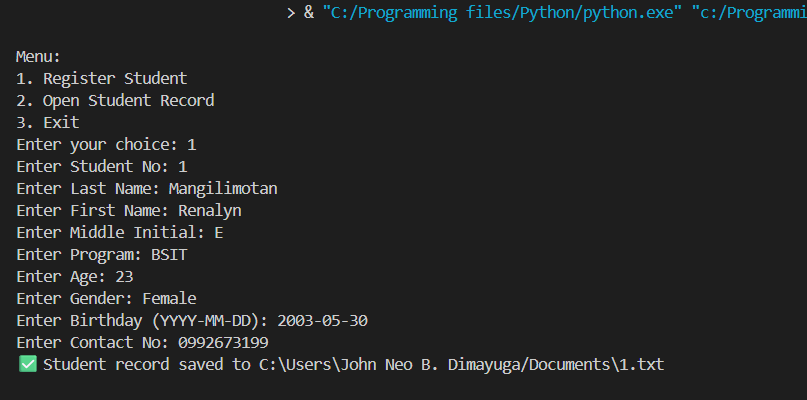 > & "C:/Programming files/Python/python.exe" "c:/Programmi
Menu:
1. Register Student
2. Open Student Record
3. Exit
Enter your choice: 1
Enter Student No: 1
Enter Last Name: Mangilimotan
Enter First Name: Renalyn
Enter Middle Initial: E
Enter Program: BSIT
Enter Age: 23
Enter Gender: Female
Enter Birthday (YYYY-MM-DD): 2003-05-30
Enter Contact No: 0992673199
✅ Student record saved to C:\Users\John Neo B. Dimayuga/Documents\1.txt